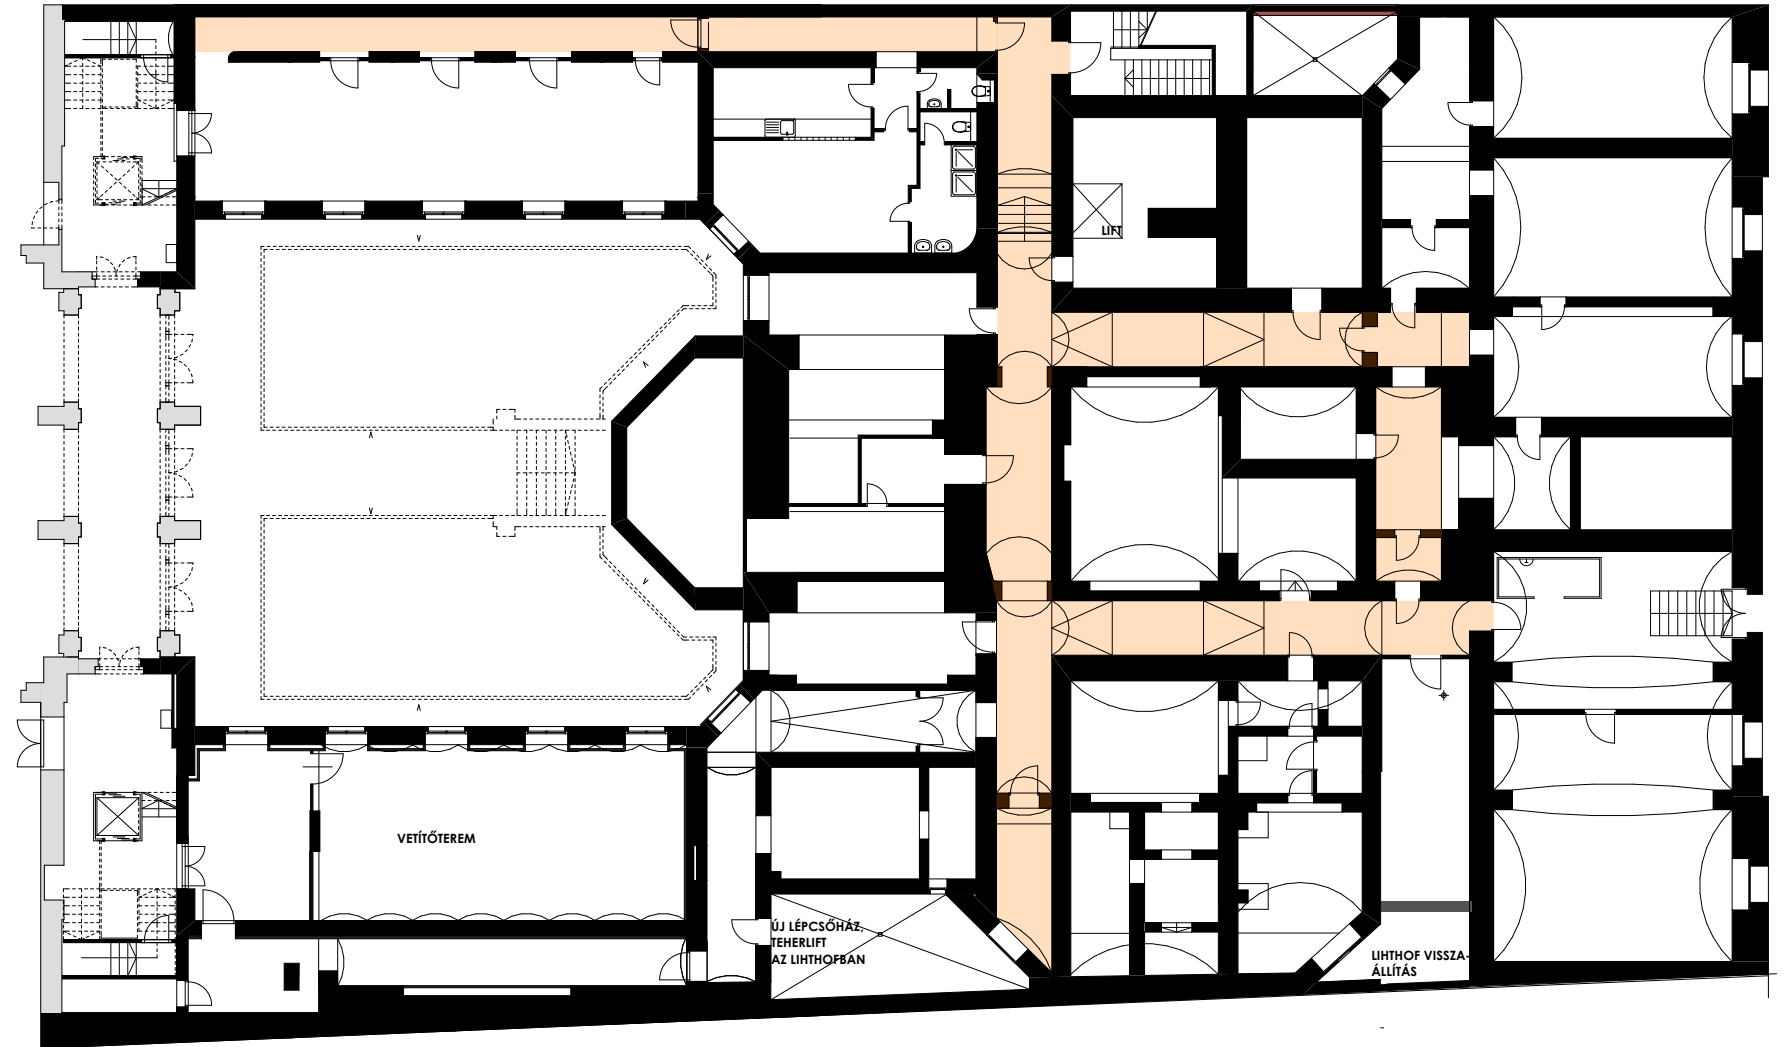 LIFT
VETÍTŐTEREM
ÚJ LÉPCSŐHÁZ,
TEHERLIFT
AZ LIHTHOFBAN
LIHTHOF VISSZA-
ÁLLÍTÁS